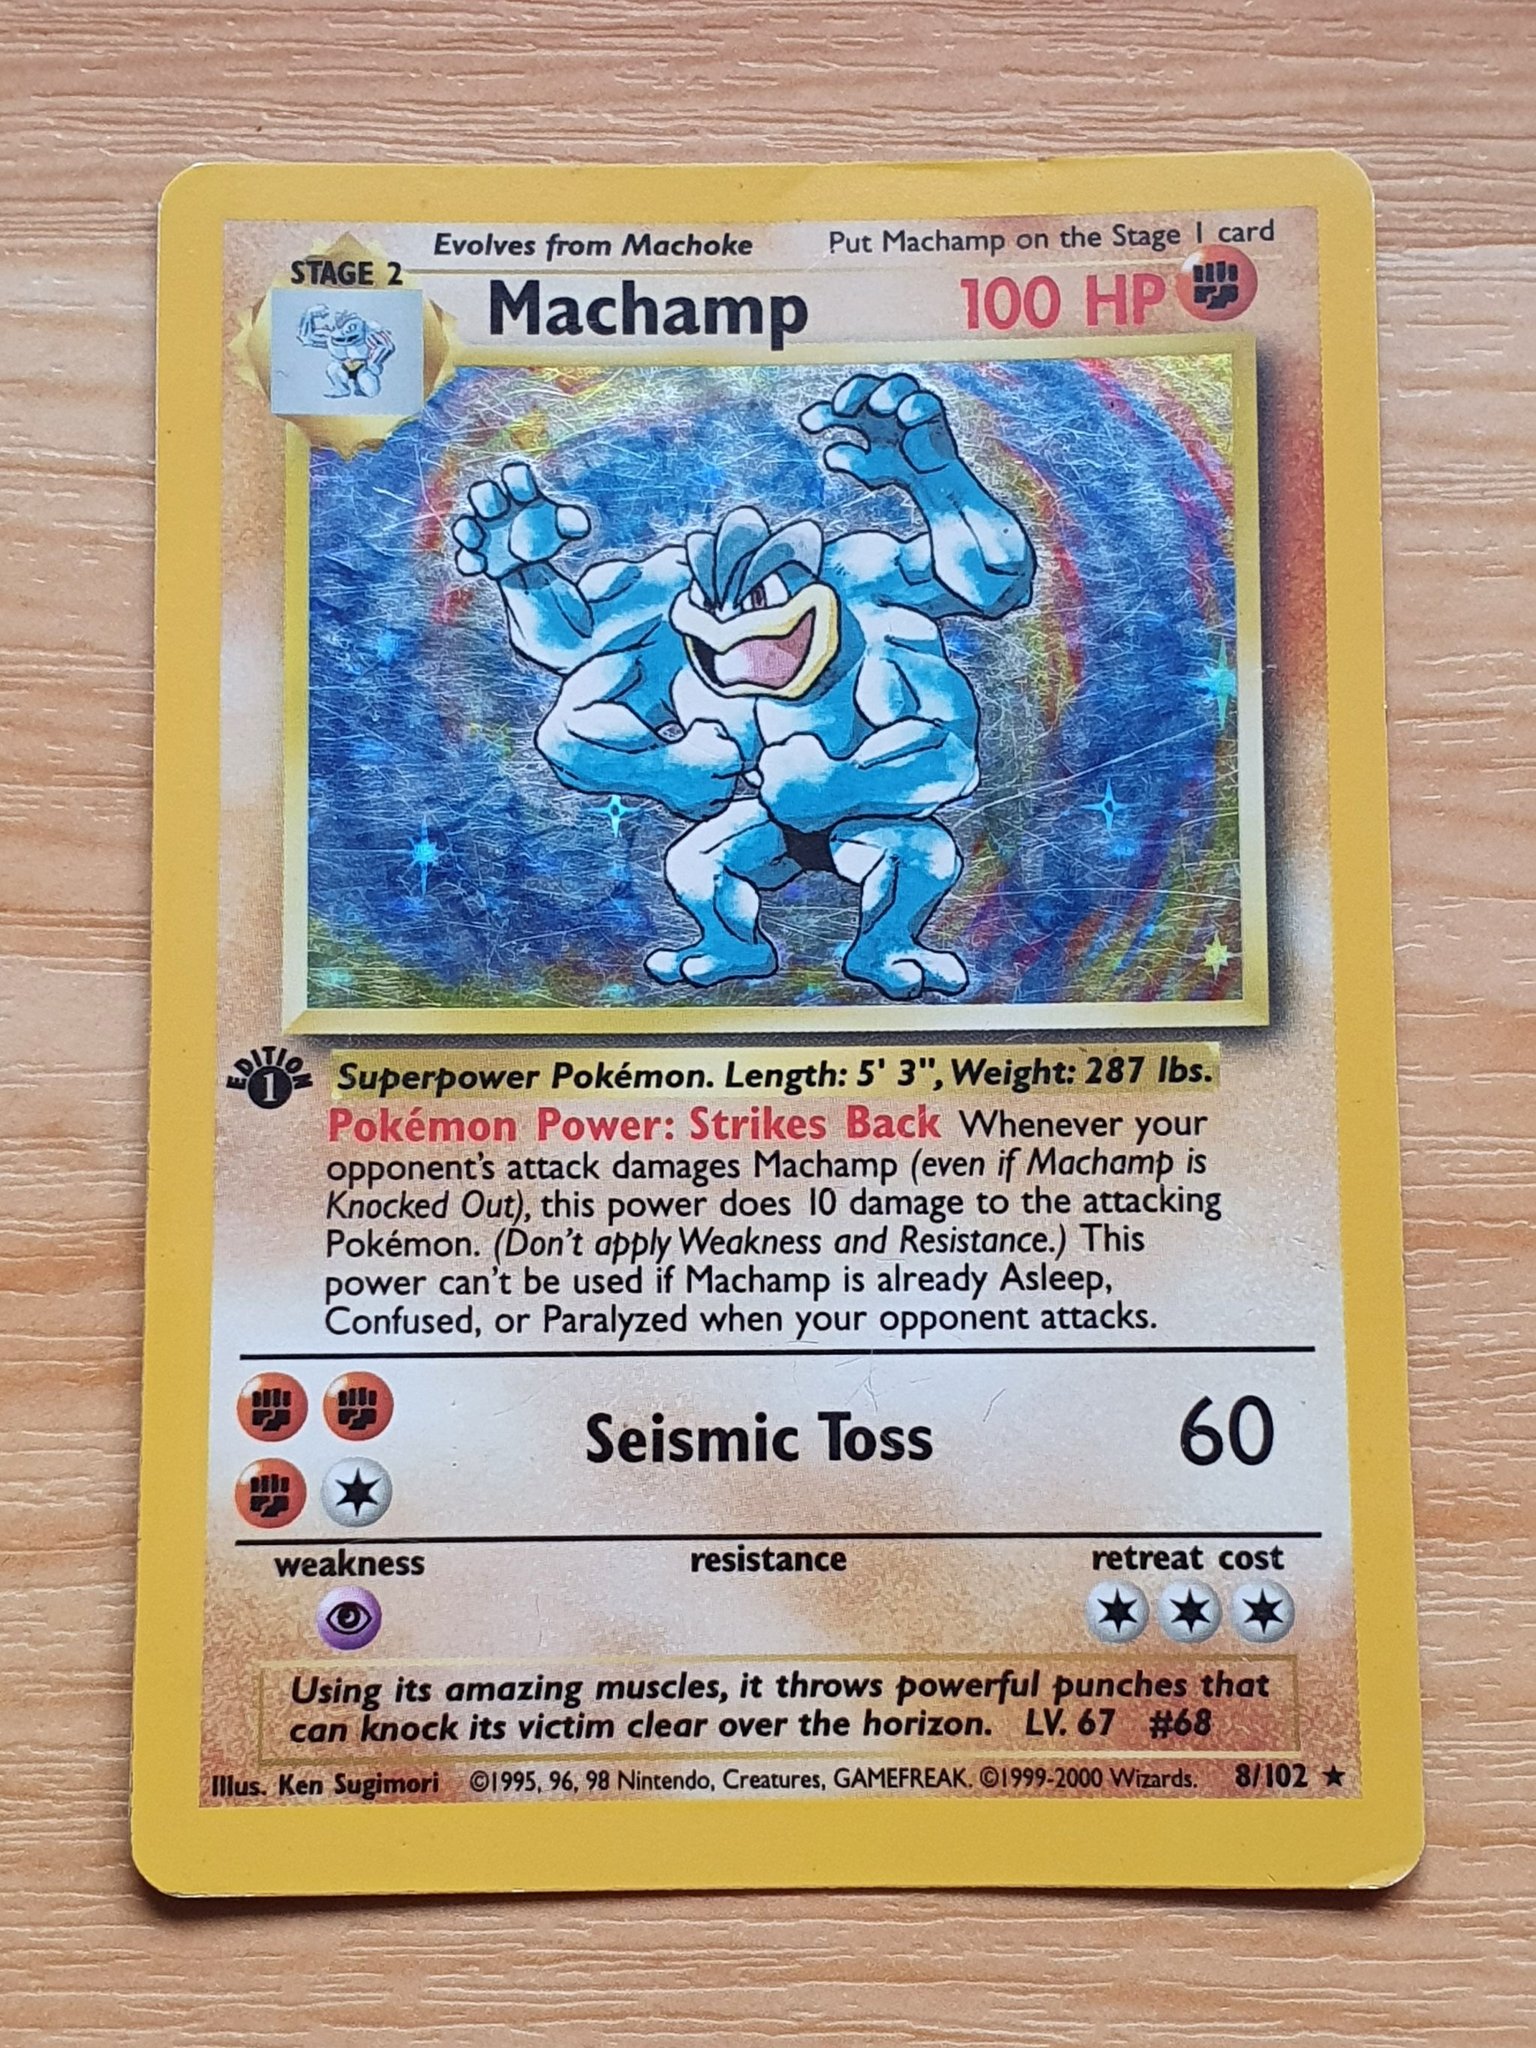 Evolves from Machoke Put Machamp on the Stage 1 card
STAGE 2
Machamp 100 HP
EDITION
1
Superpower Pokémon. Length: 5' 3", Weight: 287 lbs.
Pokémon Power: Strikes Back Whenever your
opponent's attack damages Machamp (even if Machamp is
Knocked Out), this power does 10 damage to the attacking
Pokémon. (Don't apply Weakness and Resistance.) This
power can't be used if Machamp is already Asleep,
Confused, or Paralyzed when your opponent attacks.
Seismic Toss 60
weakness resistance retreat cost
Using its amazing muscles, it throws powerful punches that
can knock its victim clear over the horizon. LV. 67 #68
Illus. Ken Sugimori ©1995, 96, 98 Nintendo, Creatures, GAMEFREAK. ©1999-2000 Wizards. 8/102 ★